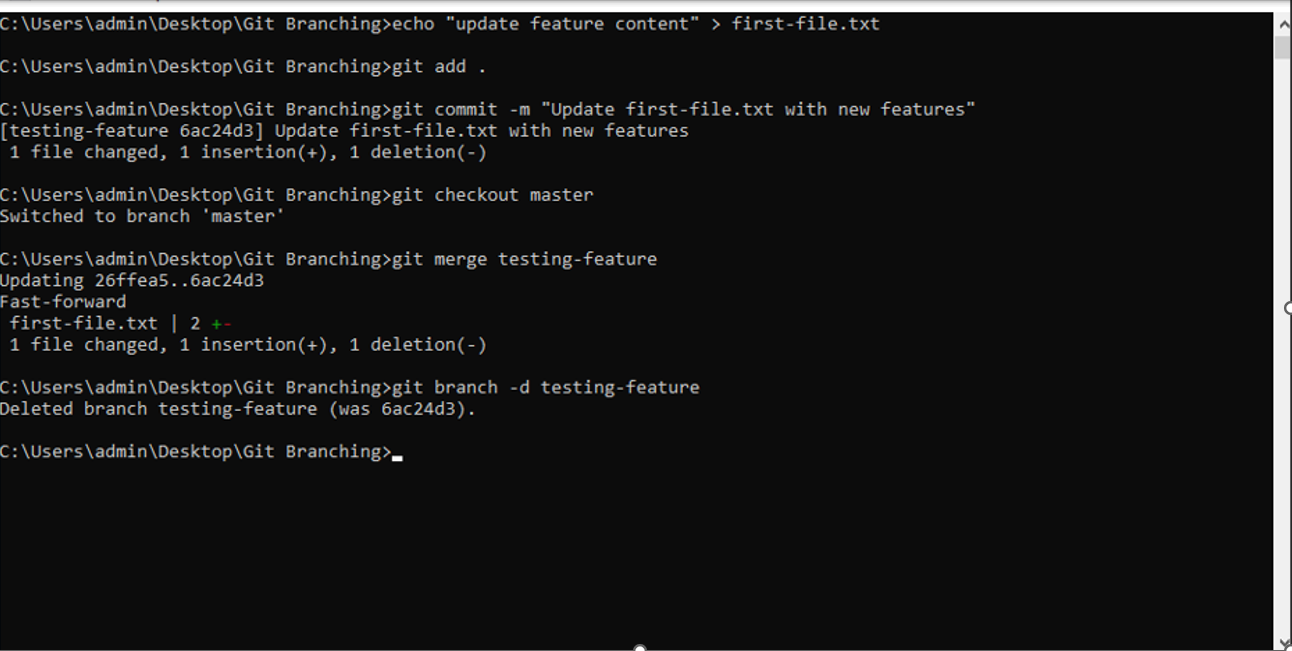 C:\Users\admin\Desktop\Git Branching>echo "update feature content" > first-file.txt
C:\Users\admin\Desktop\Git Branching>git add .
C:\Users\admin\Desktop\Git Branching>git commit -m "Update first-file.txt with new features"
[testing-feature 6ac24d3] Update first-file.txt with new features
 1 file changed, 1 insertion(+), 1 deletion(-)
C:\Users\admin\Desktop\Git Branching>git checkout master
Switched to branch 'master'
C:\Users\admin\Desktop\Git Branching>git merge testing-feature
Updating 26ffea5..6ac24d3
Fast-forward
 first-file.txt | 2 +-
 1 file changed, 1 insertion(+), 1 deletion(-)
C:\Users\admin\Desktop\Git Branching>git branch -d testing-feature
Deleted branch testing-feature (was 6ac24d3).
C:\Users\admin\Desktop\Git Branching>